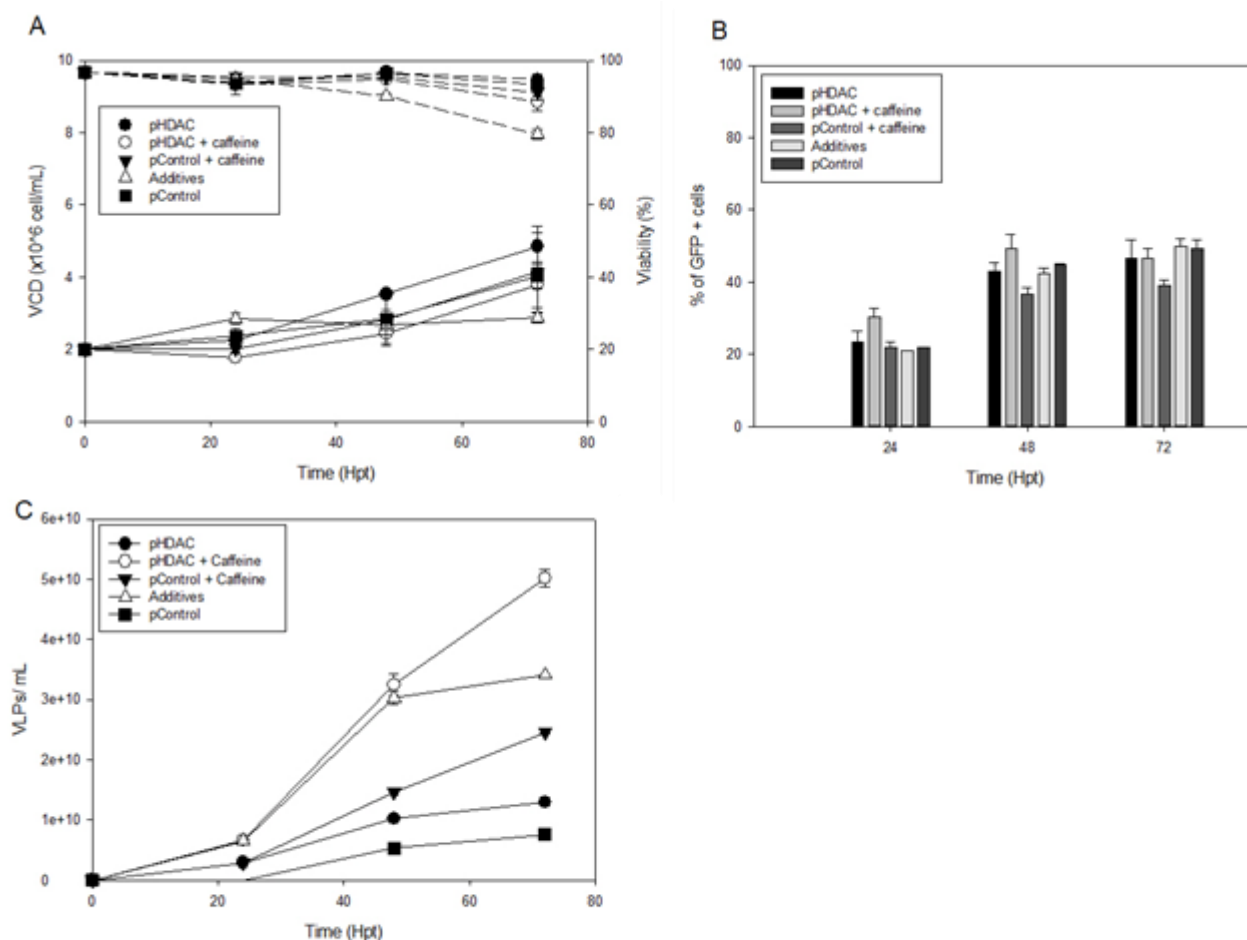 A
10
8
6
4
2
0
VCD (x10^6 cell/mL)
100
80
60
40
20
0
Viability (%)
pHDAC
pHDAC + caffeine
pControl + caffeine
Additives
pControl
0
20
40
60
80
Time (Hpt)
B
100
80
60
40
20
0
% of GFP + cells
pHDAC
pHDAC + caffeine
pControl + caffeine
Additives
pControl
24
48
72
Time (Hpt)
C
6e+10
5e+10
4e+10
3e+10
2e+10
1e+10
0
VLPs/ mL
pHDAC
pHDAC + Caffeine
pControl + Caffeine
Additives
pControl
0
20
40
60
80
Time (Hpt)